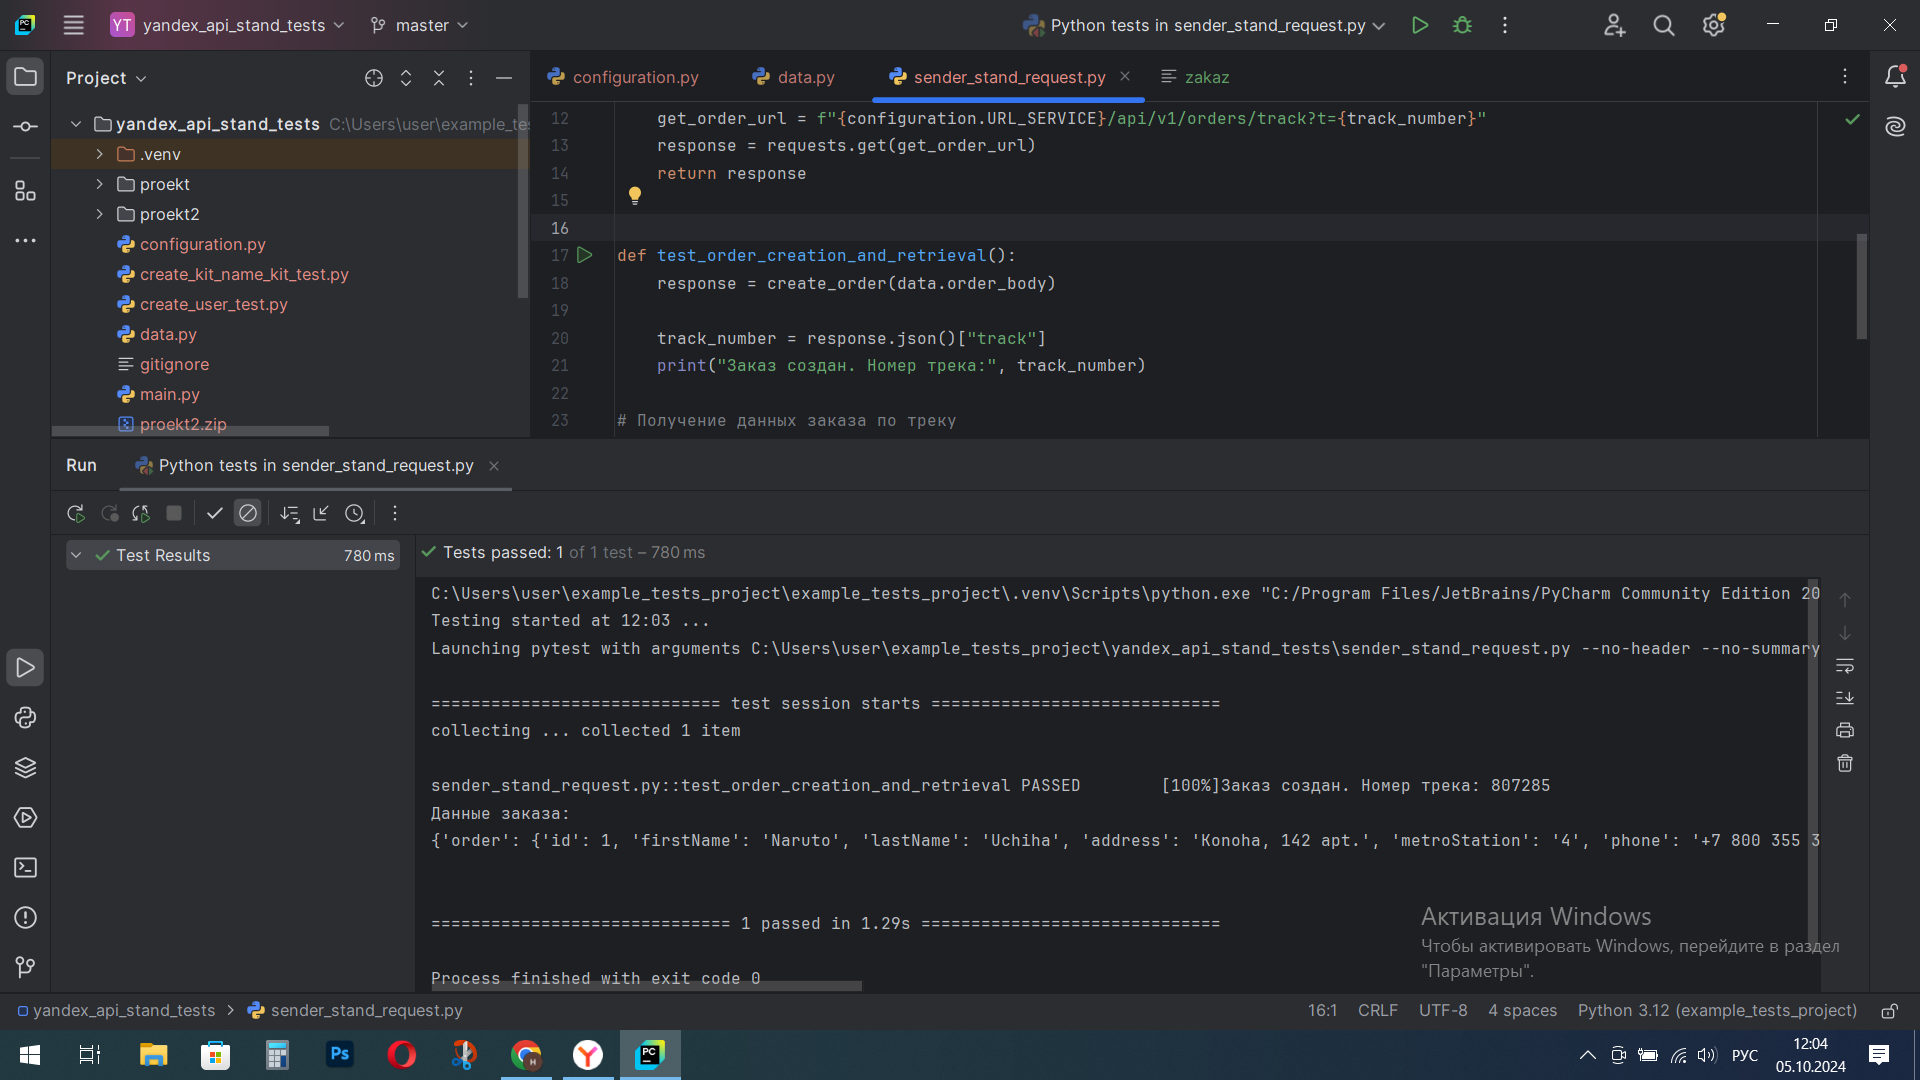 YT yandex_api_stand_tests master Python tests in sender_stand_request.py
Project
configuration.py data.py sender_stand_request.py zakaz
yandex_api_stand_tests C:\Users\user\example_te
.venv
proekt
proekt2
configuration.py
create_kit_name_kit_test.py
create_user_test.py
data.py
gitignore
main.py
proekt2.zip
12 get_order_url = f"{configuration.URL_SERVICE}/api/v1/orders/track?t={track_number}"
13 response = requests.get(get_order_url)
14 return response
15
16
17 def test_order_creation_and_retrieval():
18 response = create_order(data.order_body)
19
20 track_number = response.json()["track"]
21 print("Заказ создан. Номер трека:", track_number)
22
23 # Получение данных заказа по треку
Run Python tests in sender_stand_request.py
Test Results 780 ms
Tests passed: 1 of 1 test – 780 ms
C:\Users\user\example_tests_project\example_tests_project\.venv\Scripts\python.exe "C:/Program Files/JetBrains/PyCharm Community Edition 20
Testing started at 12:03 ...
Launching pytest with arguments C:\Users\user\example_tests_project\yandex_api_stand_tests\sender_stand_request.py --no-header --no-summary
============================= test session starts =============================
collecting ... collected 1 item
sender_stand_request.py::test_order_creation_and_retrieval PASSED [100%]Заказ создан. Номер трека: 807285
Данные заказа:
{'order': {'id': 1, 'firstName': 'Naruto', 'lastName': 'Uchiha', 'address': 'Konoha, 142 apt.', 'metroStation': '4', 'phone': '+7 800 355 3
============================== 1 passed in 1.29s ==============================
Process finished with exit code 0
Активация Windows
Чтобы активировать Windows, перейдите в раздел
"Параметры".
yandex_api_stand_tests > sender_stand_request.py 16:1 CRLF UTF-8 4 spaces Python 3.12 (example_tests_project)
РУС 12:04
05.10.2024